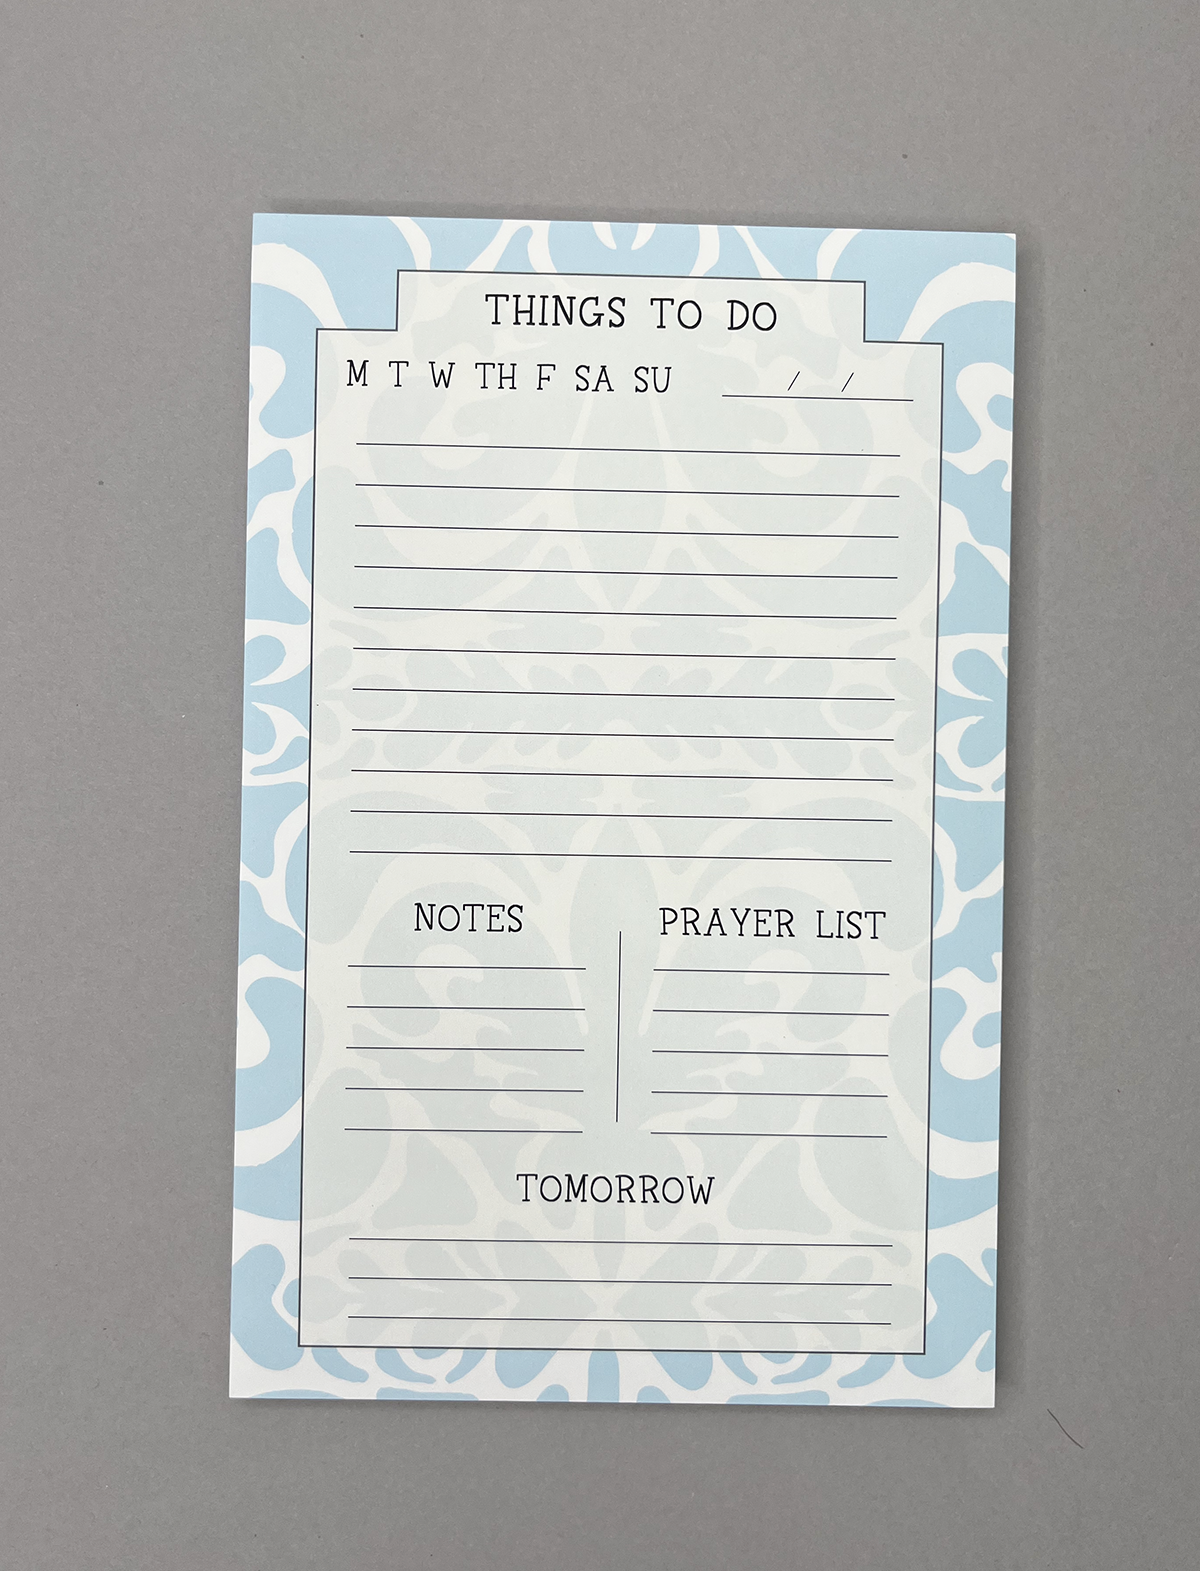 THINGS TO DO
M T W TH F SA SU / /
NOTES
PRAYER LIST
TOMORROW